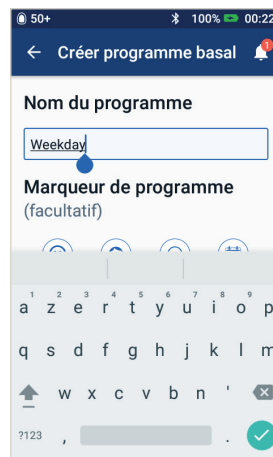 50+ 100% 00:22
Créer programme basal
Nom du programme
Weekday
Marqueur de programme
(facultatif)
1 2 3 4 5 6 7 8 9 0
a z e r t y u i o p
q s d f g h j k l m
w x c v b n '
?123 , .